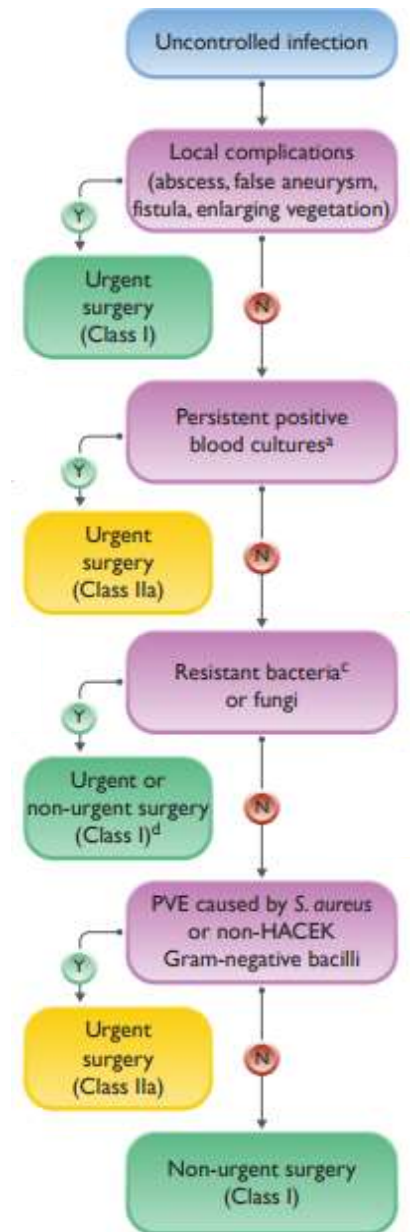 Uncontrolled infection
Local complications
(abscess, false aneurysm,
fistula, enlarging vegetation)
Y
Urgent
surgery
(Class I)
N
Persistent positive
blood culturesᵃ
Y
Urgent
surgery
(Class IIa)
N
Resistant bacteriaᶜ
or fungi
Y
Urgent or
non-urgent surgery
(Class I)ᵈ
N
PVE caused by S. aureus
or non-HACEK
Gram-negative bacilli
Y
Urgent
surgery
(Class IIa)
N
Non-urgent surgery
(Class I)